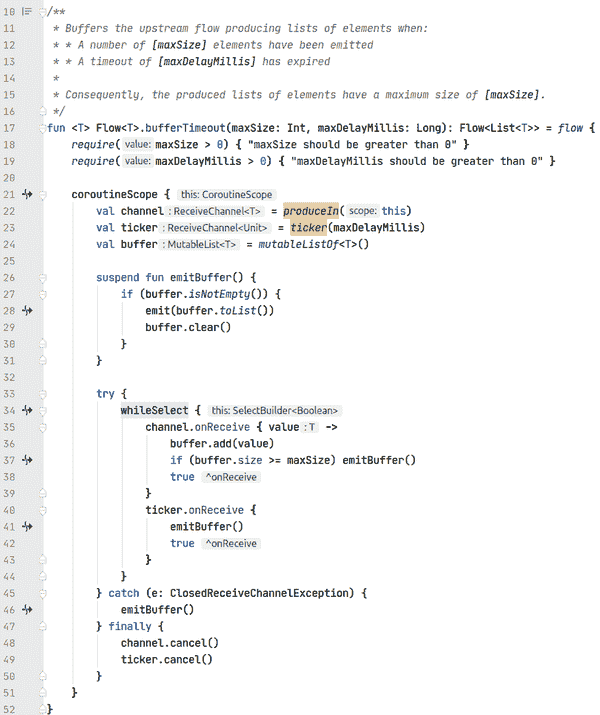 10 /**
11  * Buffers the upstream flow producing lists of elements when:
12  * * A number of [maxSize] elements have been emitted
13  * * A timeout of [maxDelayMillis] has expired
14  *
15  * Consequently, the produced lists of elements have a maximum size of [maxSize].
16  */
17 fun <T> Flow<T>.bufferTimeout(maxSize: Int, maxDelayMillis: Long): Flow<List<T>> = flow {
18     require( value: maxSize > 0) { "maxSize should be greater than 0" }
19     require( value: maxDelayMillis > 0) { "maxDelayMillis should be greater than 0" }
20
21     coroutineScope { this: CoroutineScope
22         val channel : ReceiveChannel<T> = produceIn( scope: this)
23         val ticker : ReceiveChannel<Unit> = ticker(maxDelayMillis)
24         val buffer : MutableList<T> = mutableListOf<T>()
25
26         suspend fun emitBuffer() {
27             if (buffer.isNotEmpty()) {
28                 emit(buffer.toList())
29                 buffer.clear()
30             }
31         }
32
33         try {
34             whileSelect { this: SelectBuilder<Boolean>
35                 channel.onReceive { value : T ->
36                     buffer.add(value)
37                     if (buffer.size >= maxSize) emitBuffer()
38                     true ^onReceive
39                 }
40                 ticker.onReceive {
41                     emitBuffer()
42                     true ^onReceive
43                 }
44             }
45         } catch (e: ClosedReceiveChannelException) {
46             emitBuffer()
47         } finally {
48             channel.cancel()
49             ticker.cancel()
50         }
51     }
52 }